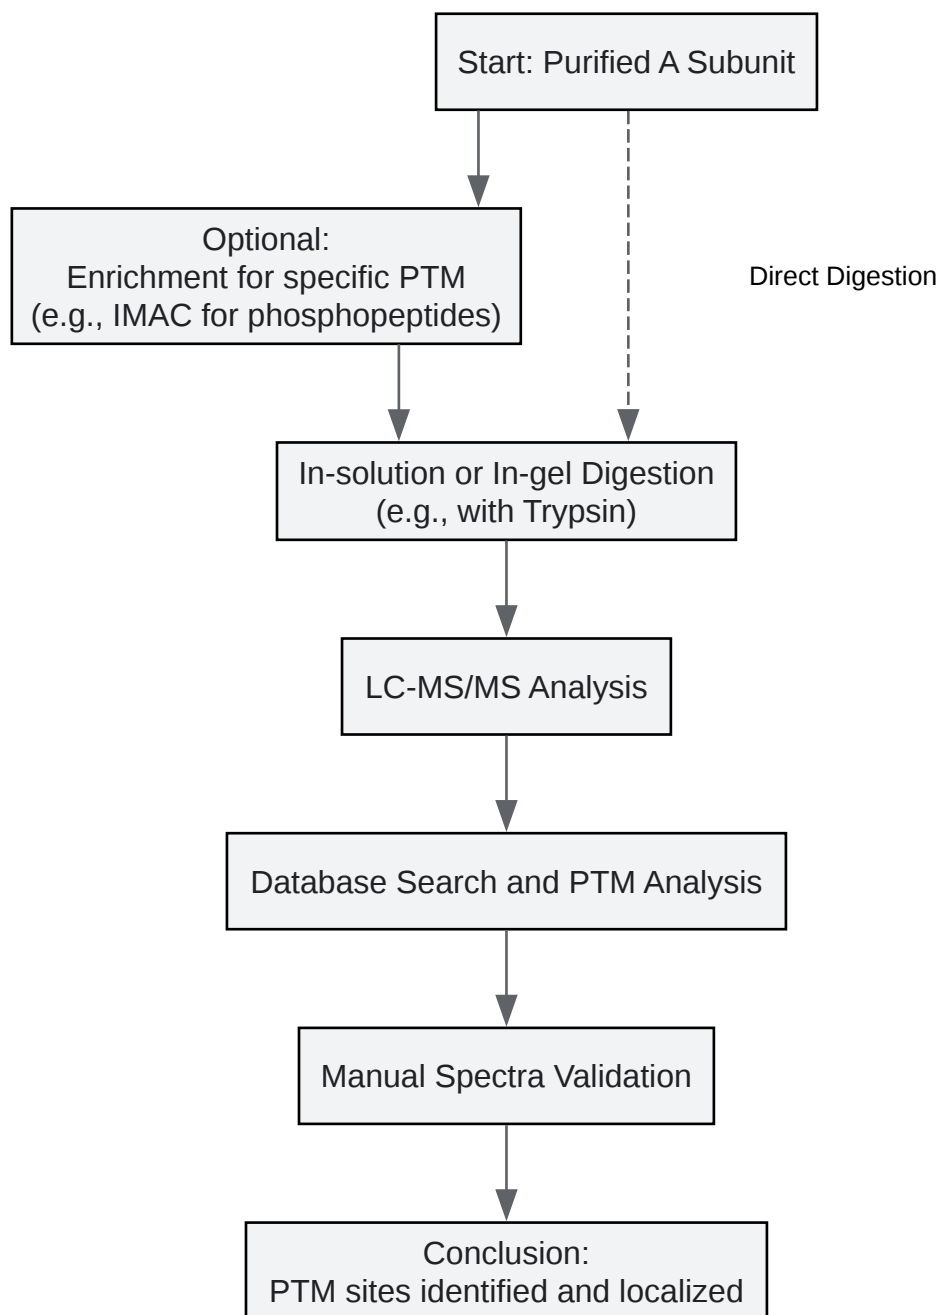 Start: Purified A Subunit
Optional:
Enrichment for specific PTM
(e.g., IMAC for phosphopeptides)
Direct Digestion
In-solution or In-gel Digestion
(e.g., with Trypsin)
LC-MS/MS Analysis
Database Search and PTM Analysis
Manual Spectra Validation
Conclusion:
PTM sites identified and localized